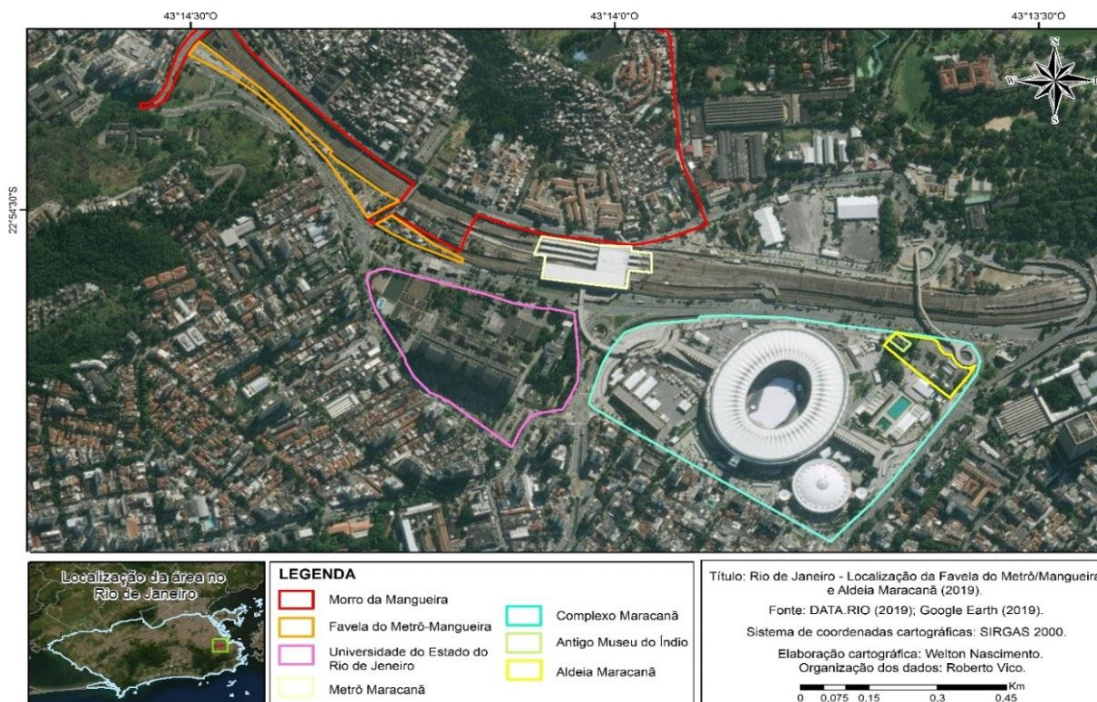 43°14'30"O 43°14'0"O 43°13'30"O
N
W
S
22°54'30"S
Localização da área no
Rio de Janeiro
LEGENDA
Morro da Mangueira
Favela do Metrô-Mangueira
Universidade do Estado do
Rio de Jeneiro
Metrô Maracanã
Complexo Maracanã
Antigo Museu do Índio
Aldeia Maracanã
Título: Rio de Janeiro - Localização da Favela do Metrô/Mangueira
e Aldeia Maracanã (2019).
Fonte: DATA.RIO (2019); Google Earth (2019).
Sistema de coordenadas cartográficas: SIRGAS 2000.
Elaboração cartográfica: Welton Nascimento.
Organização dos dados: Roberto Vico.
Km
0 0,075 0,15 0,3 0,45